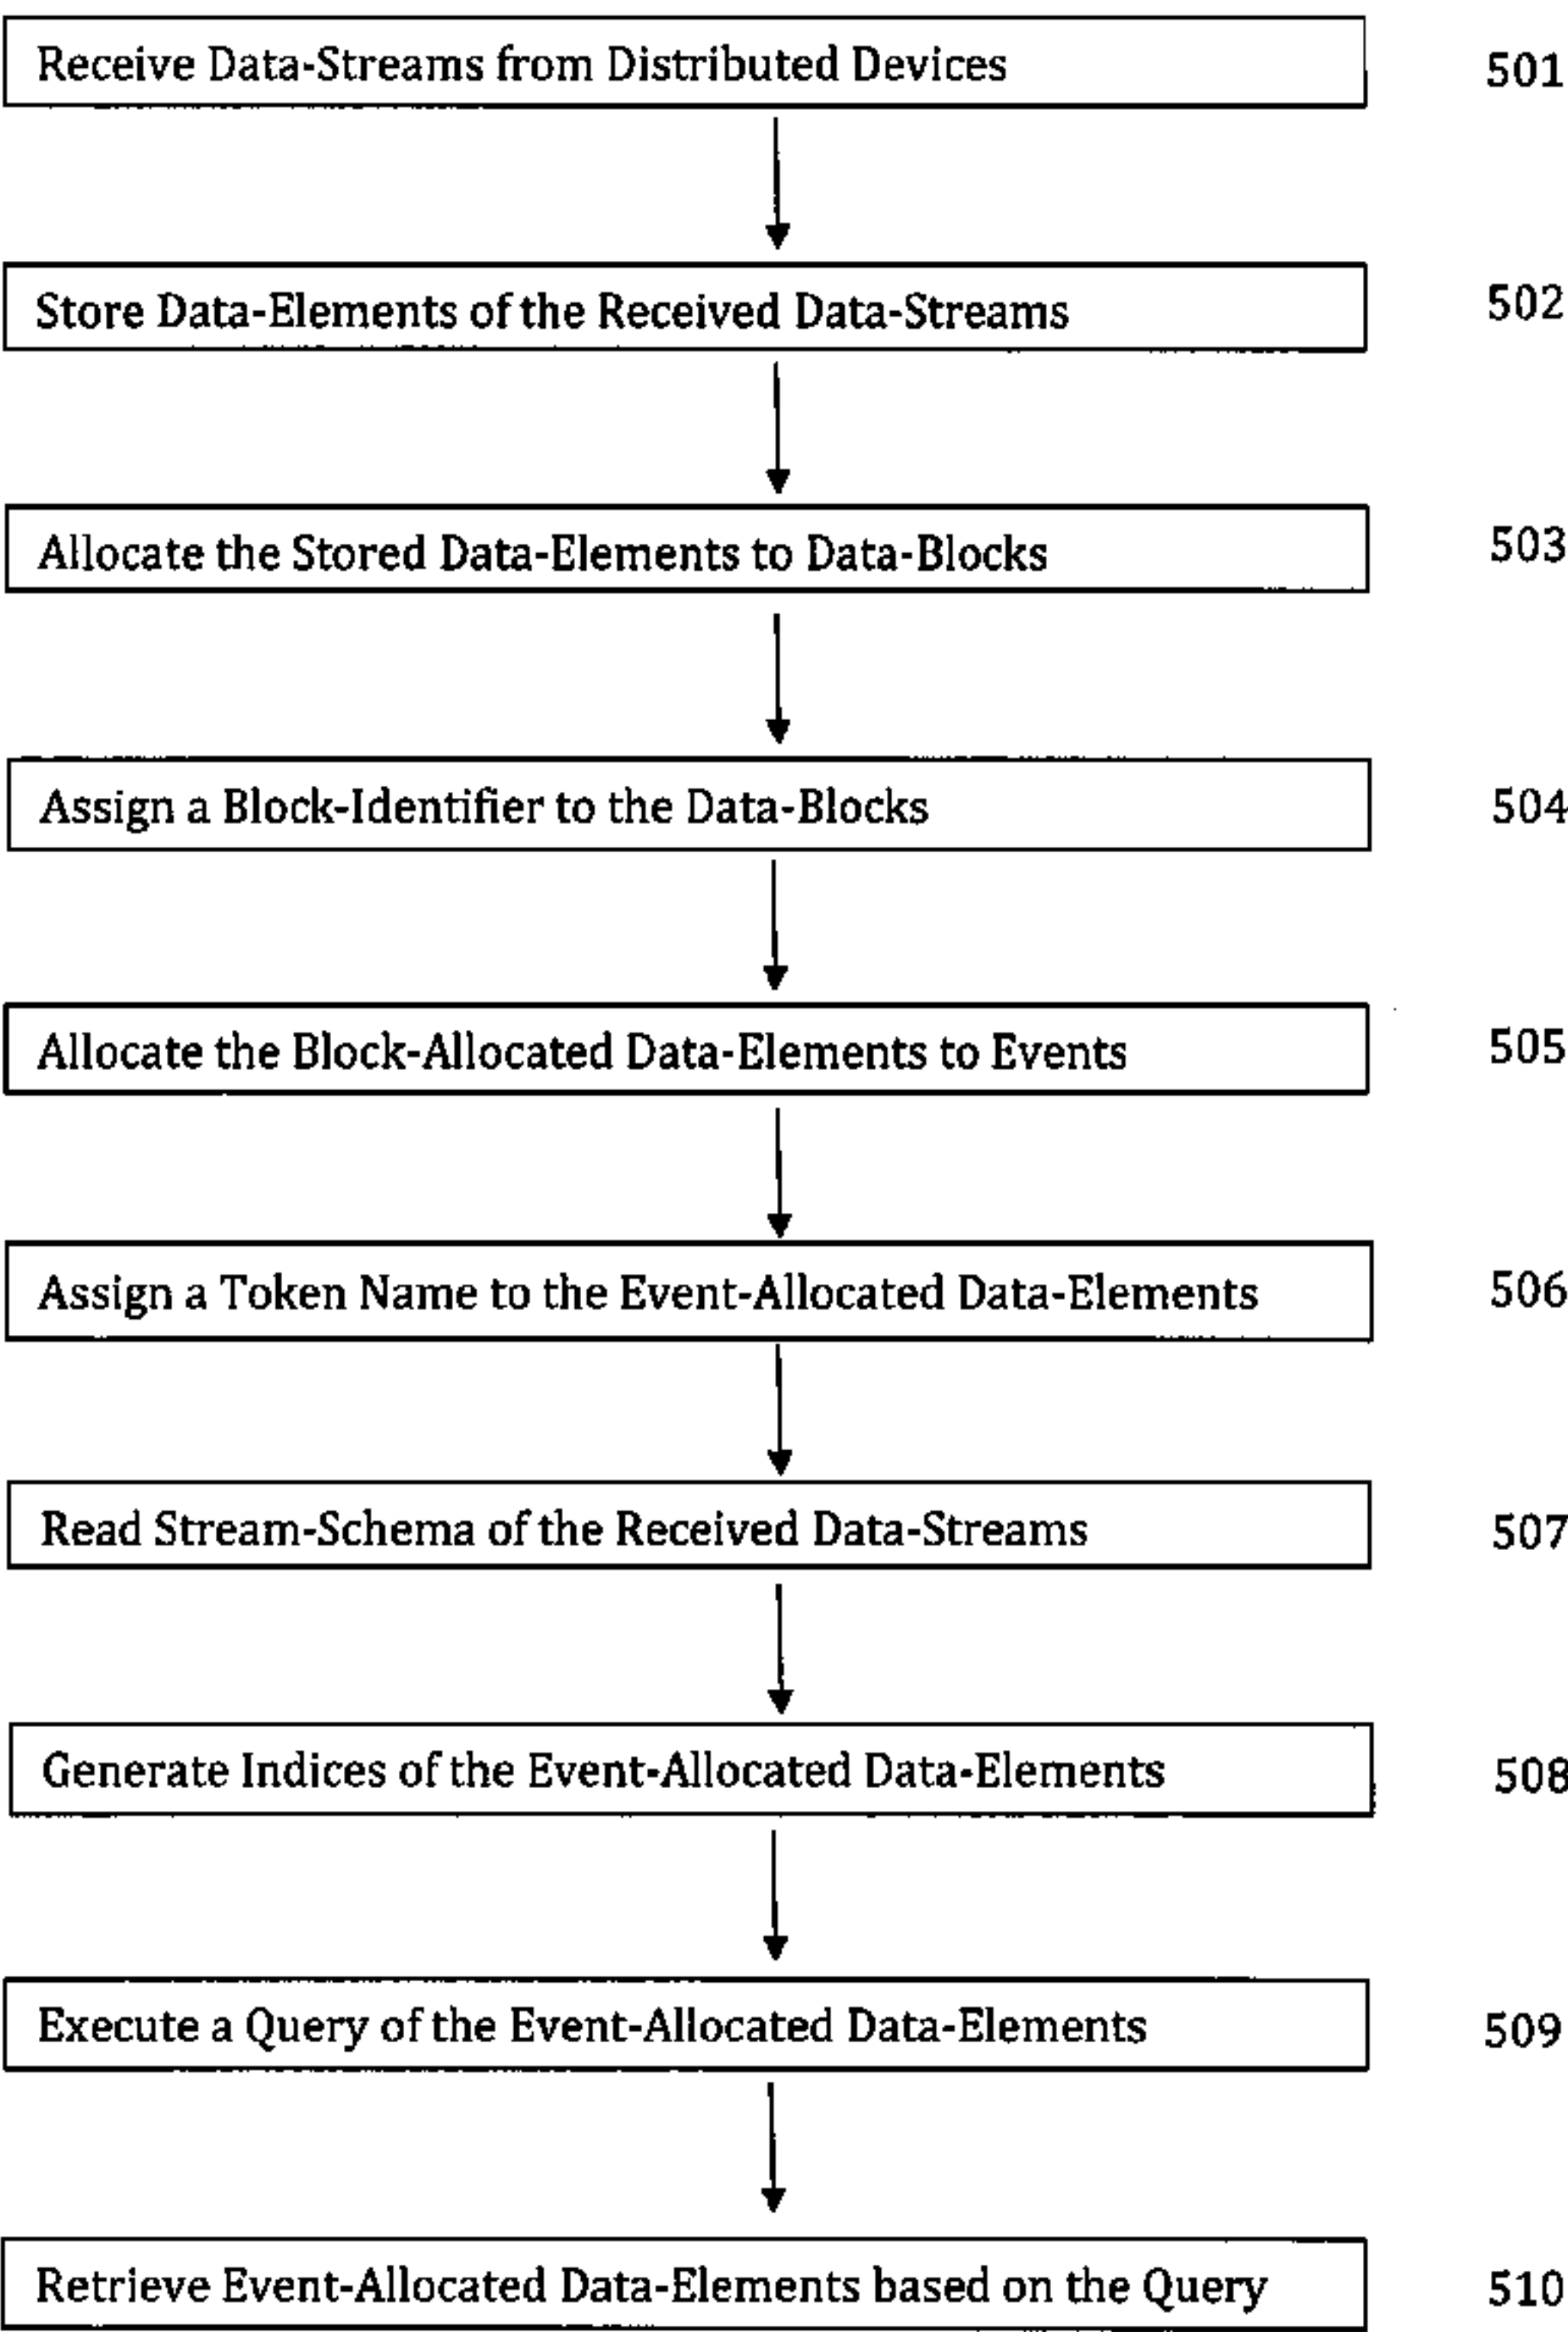 Receive Data-Streams from Distributed Devices 501
Store Data-Elements of the Received Data-Streams 502
Allocate the Stored Data-Elements to Data-Blocks 503
Assign a Block-Identifier to the Data-Blocks 504
Allocate the Block-Allocated Data-Elements to Events 505
Assign a Token Name to the Event-Allocated Data-Elements 506
Read Stream-Schema of the Received Data-Streams 507
Generate Indices of the Event-Allocated Data-Elements 508
Execute a Query of the Event-Allocated Data-Elements 509
Retrieve Event-Allocated Data-Elements based on the Query 510